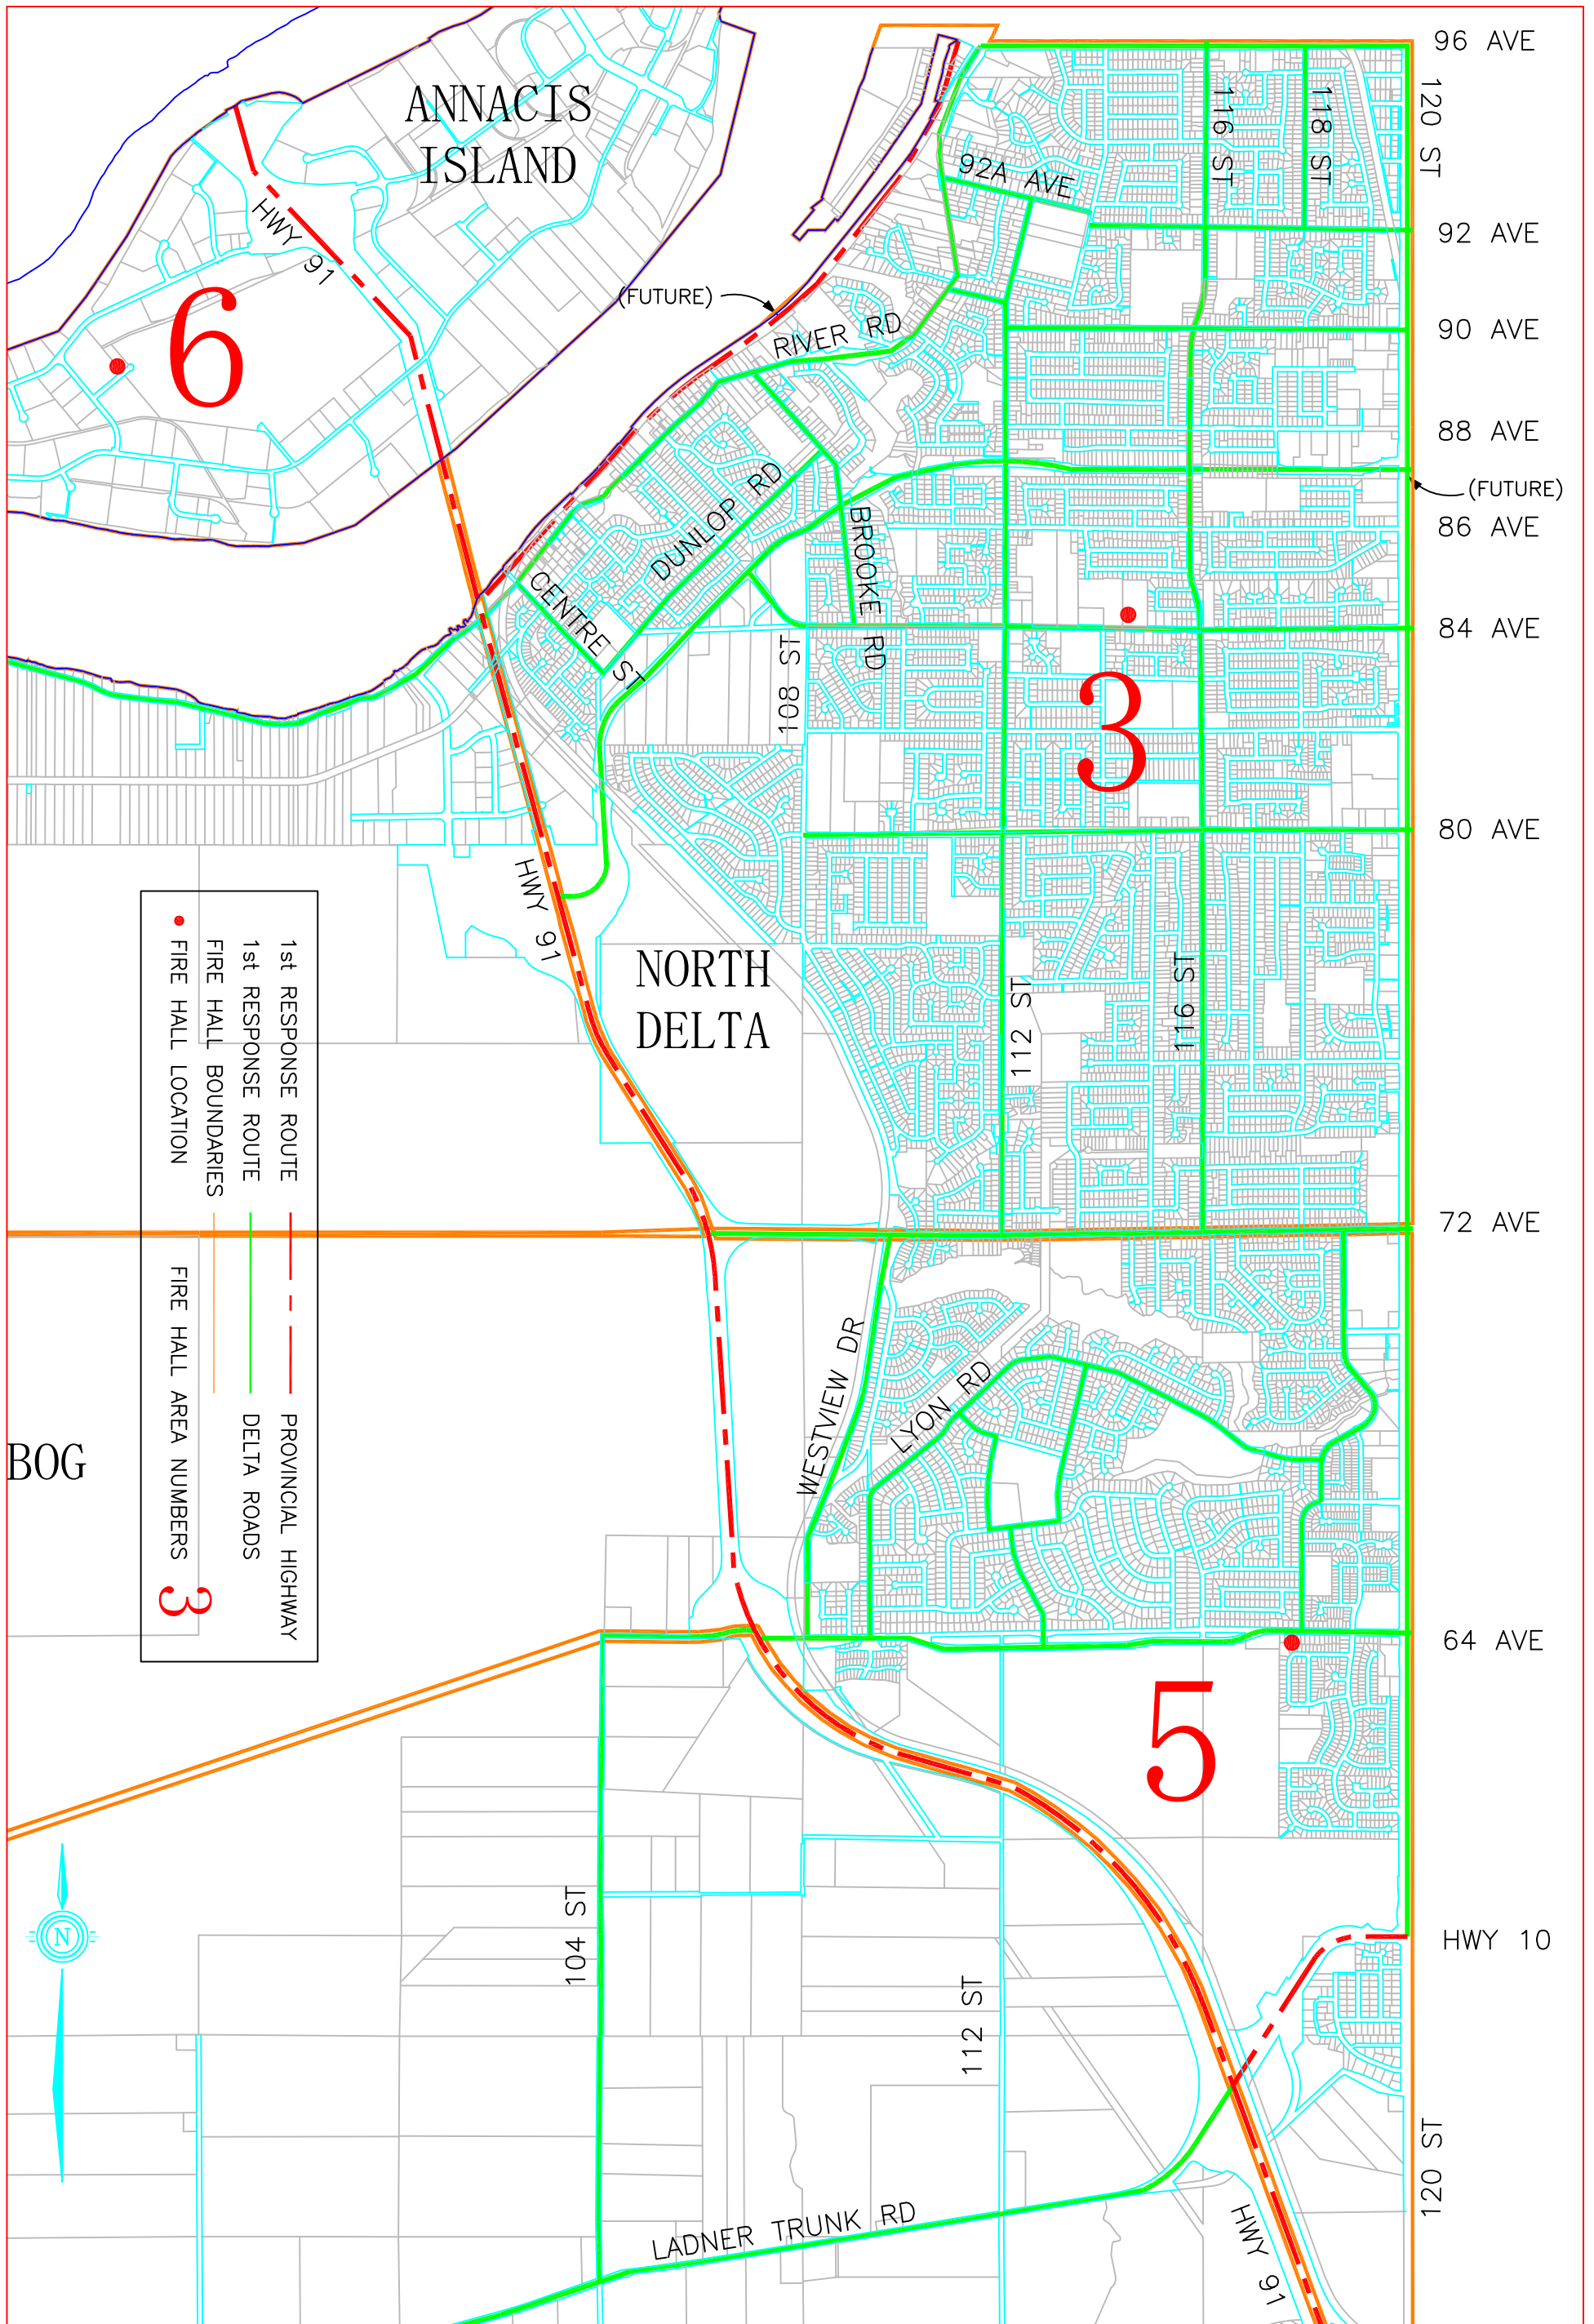 96 AVE
120 ST
116 ST
118 ST
ANNACIS
ISLAND
92A AVE
HWY 91
92 AVE
6
(FUTURE)
RIVER RD
90 AVE
88 AVE
DUNLOP RD
(FUTURE)
BROOKE RD
86 AVE
CENTRE ST
84 AVE
108 ST
3
80 AVE
HWY 91
NORTH
DELTA
112 ST
116 ST
1st RESPONSE ROUTE PROVINCIAL HIGHWAY
1st RESPONSE ROUTE DELTA ROADS
FIRE HALL BOUNDARIES
FIRE HALL LOCATION FIRE HALL AREA NUMBERS 3
72 AVE
WESTVIEW DR
LYON RD
BOG
64 AVE
5
104 ST
N
HWY 10
112 ST
120 ST
LADNER TRUNK RD
HWY 91